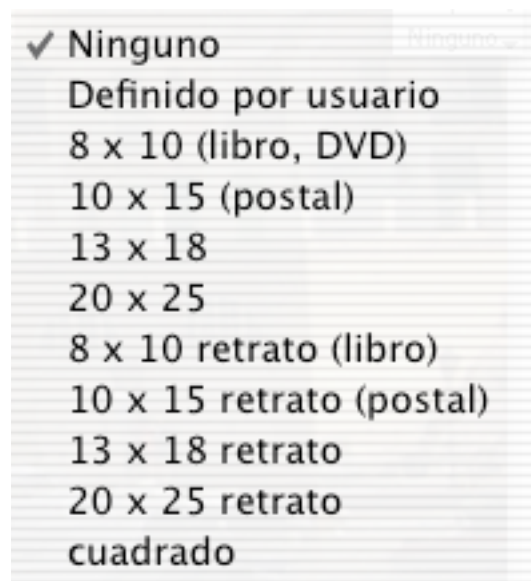 Ninguno
✓ Ninguno
Definido por usuario
8 x 10 (libro, DVD)
10 x 15 (postal)
13 x 18
20 x 25
8 x 10 retrato (libro)
10 x 15 retrato (postal)
13 x 18 retrato
20 x 25 retrato
cuadrado